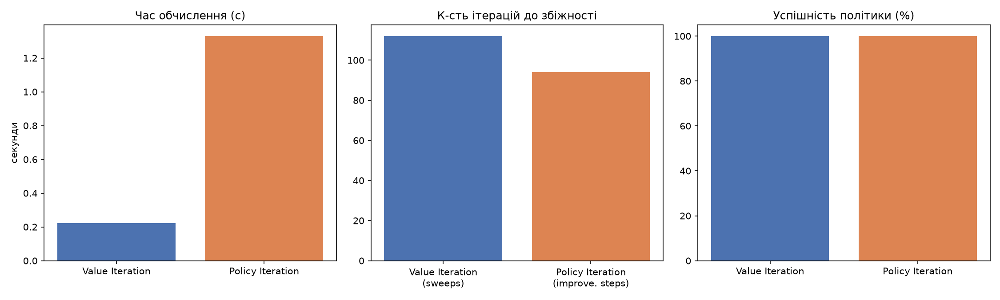 Час обчислення (с)
секунди
1.2
1.0
0.8
0.6
0.4
0.2
0.0
Value Iteration
Policy Iteration
К-сть ітерацій до збіжності
100
80
60
40
20
0
Value Iteration
(sweeps)
Policy Iteration
(improve. steps)
Успішність політики (%)
100
80
60
40
20
0
Value Iteration
Policy Iteration